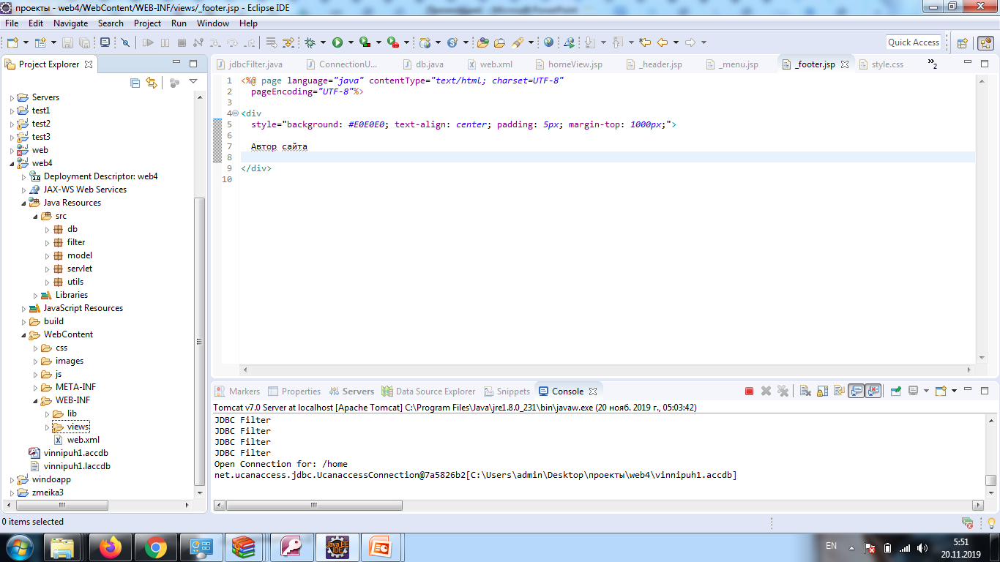 проекты - web4/WebContent/WEB-INF/views/_footer.jsp - Eclipse IDE
File Edit Navigate Search Project Run Window Help
Quick Access
Project Explorer
Servers
test1
test2
test3
web
web4
Deployment Descriptor: web4
JAX-WS Web Services
Java Resources
src
db
filter
model
servlet
utils
Libraries
JavaScript Resources
build
WebContent
css
images
js
META-INF
WEB-INF
lib
views
web.xml
vinnipuh1.accdb
vinnipuh1.laccdb
windoapp
zmeika3
jdbcFilter.java ConnectionU... db.java web.xml homeView.jsp _header.jsp _menu.jsp _footer.jsp style.css »2
1 <%@ page language="java" contentType="text/html; charset=UTF-8"
2 pageEncoding="UTF-8"%>
3
4 <div
5 style="background: #E0E0E0; text-align: center; padding: 5px; margin-top: 1000px;">
6
7 Автор сайта
8
9 </div>
10
Markers Properties Servers Data Source Explorer Snippets Console
Tomcat v7.0 Server at localhost [Apache Tomcat] C:\Program Files\Java\jre1.8.0_231\bin\javaw.exe (20 нояб. 2019 г., 05:03:42)
JDBC Filter
JDBC Filter
JDBC Filter
JDBC Filter
Open Connection for: /home
net.ucanaccess.jdbc.UcanaccessConnection@7a5826b2[C:\Users\admin\Desktop\проекты\web4\vinnipuh1.accdb]
0 items selected
Java EE
IDE
EN
5:51
20.11.2019